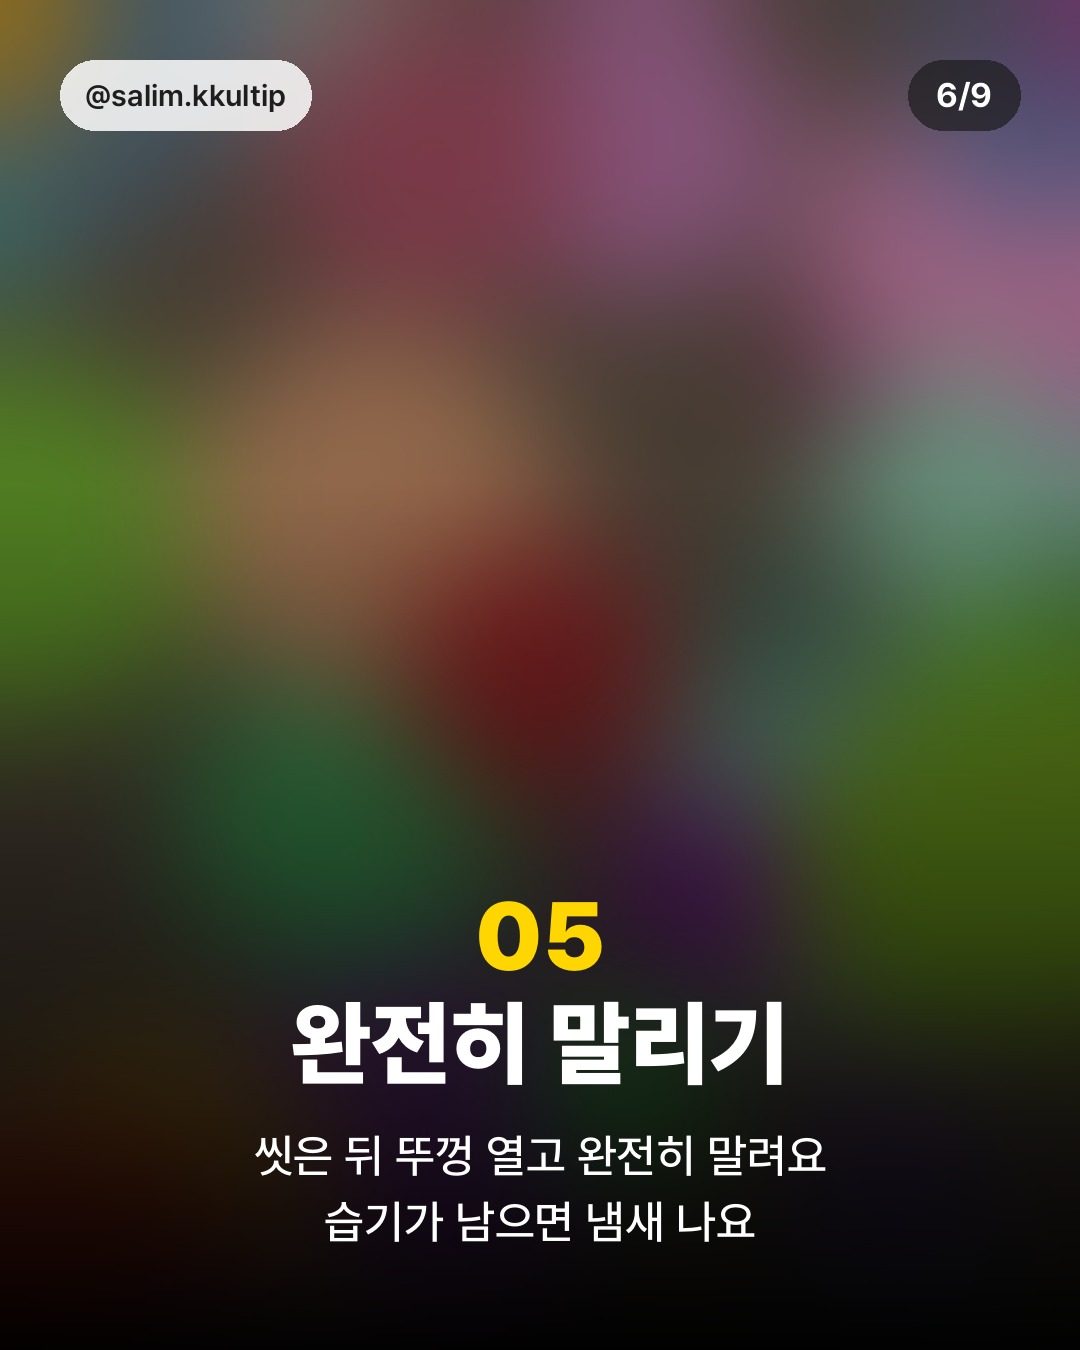 @salim.kkultip
6/9
05
완전히 말리기
씻은 뒤 뚜껑 열고 완전히 말려요
습기가 남으면 냄새 나요